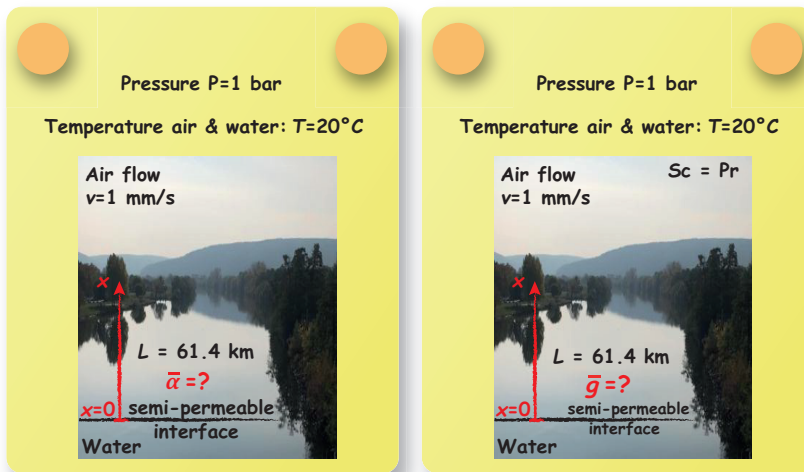 Pressure P=1 bar
Temperature air & water: T=20°C
Air flow
v=1 mm/s
x
L = 61.4 km
ᾱ =?
x=0
semi-permeable
interface
Water
Pressure P=1 bar
Temperature air & water: T=20°C
Air flow
v=1 mm/s
Sc = Pr
x
L = 61.4 km
g̅ =?
x=0
semi-permeable
interface
Water